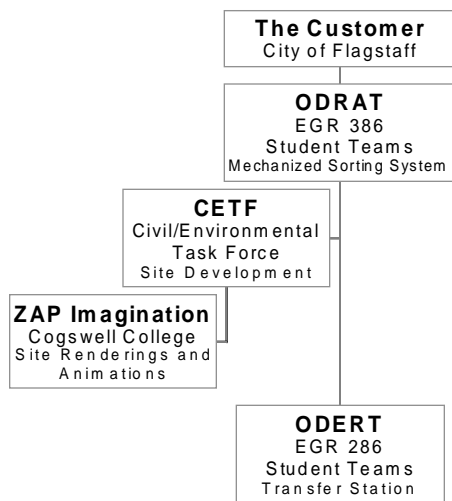 The Customer
City of Flagstaff
ODRAT
EGR 386
Student Teams
Mechanized Sorting System
CETF
Civil/Environmental
Task Force
Site Development
ZAP Imagination
Cogswell College
Site Renderings and
Animations
ODERT
EGR 286
Student Teams
Transfer Station